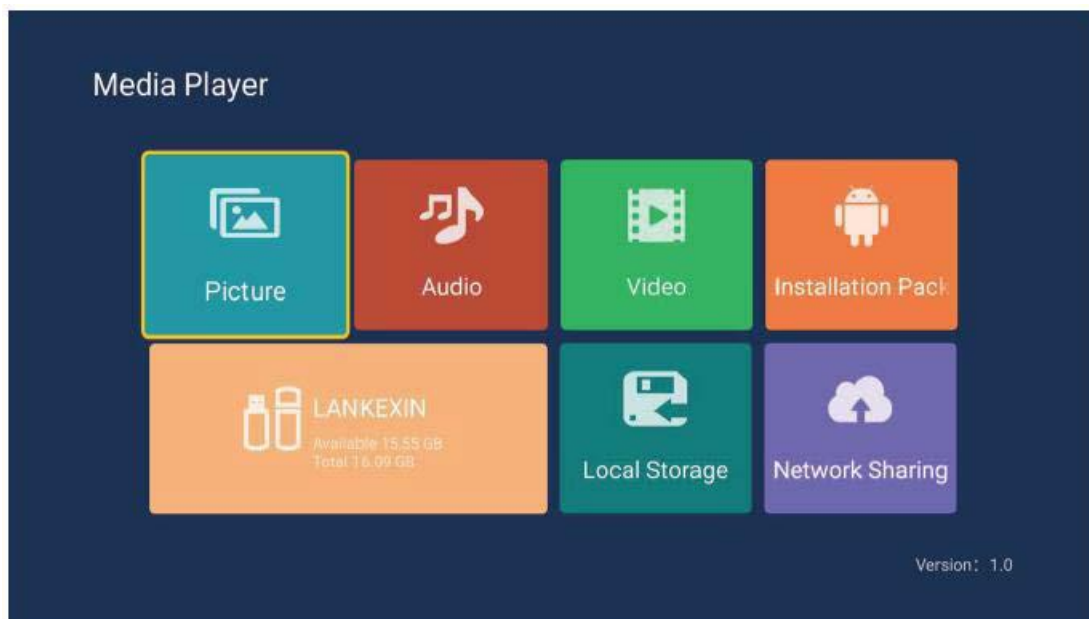 Media Player
Picture
Audio
Video
Installation Pack
LANKEXIN
Available 15.55 GB
Total 16.09 GB
Local Storage
Network Sharing
Version: 1.0